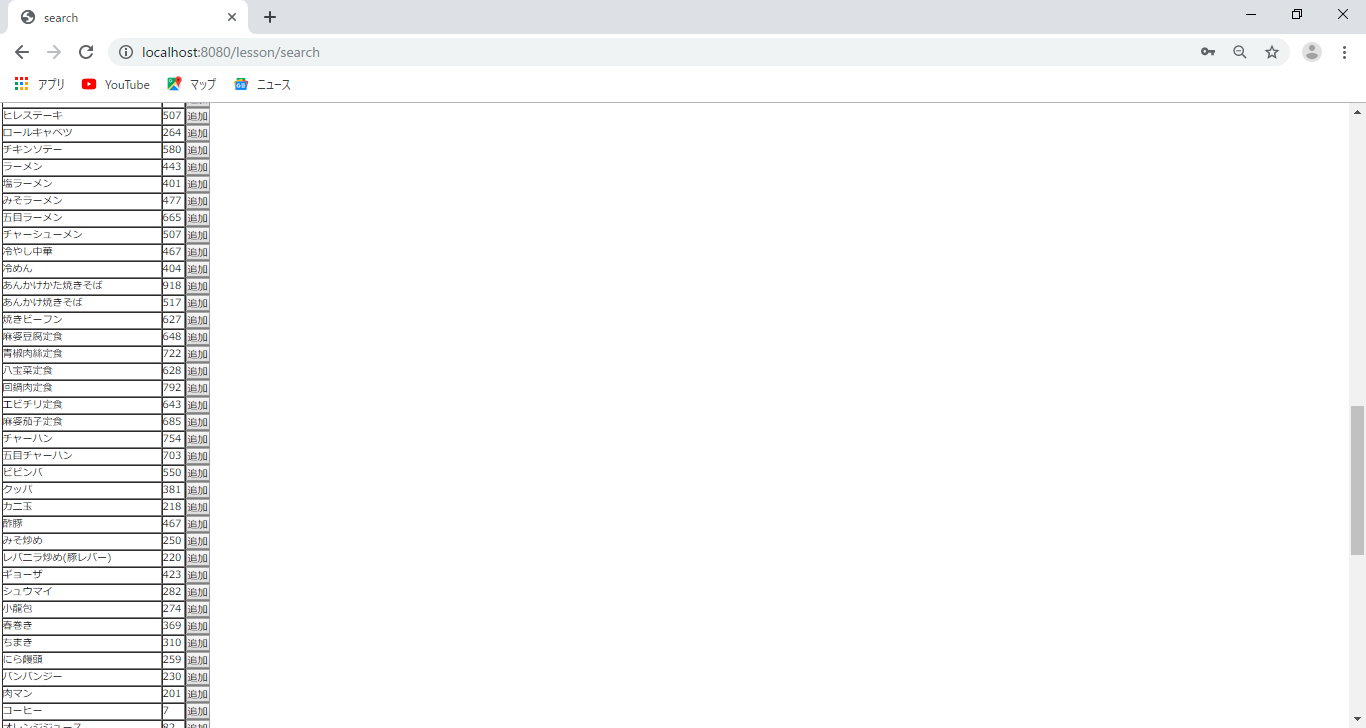 search
localhost:8080/lesson/search
アプリ YouTube マップ ニュース
ヒレステーキ 507 追加
ロールキャベツ 264 追加
チキンソテー 580 追加
ラーメン 443 追加
塩ラーメン 401 追加
みそラーメン 477 追加
五目ラーメン 665 追加
チャーシューメン 507 追加
冷やし中華 467 追加
冷めん 404 追加
あんかけかた焼きそば 918 追加
あんかけ焼きそば 517 追加
焼きビーフン 627 追加
麻婆豆腐定食 648 追加
青椒肉絲定食 722 追加
八宝菜定食 628 追加
回鍋肉定食 792 追加
エビチリ定食 643 追加
麻婆茄子定食 685 追加
チャーハン 754 追加
五目チャーハン 703 追加
ビビンバ 550 追加
クッパ 381 追加
カニ玉 218 追加
酢豚 467 追加
みそ炒め 250 追加
レバニラ炒め(豚レバー) 220 追加
ギョーザ 423 追加
シュウマイ 282 追加
小龍包 274 追加
春巻き 369 追加
ちまき 310 追加
にら饅頭 259 追加
バンバンジー 230 追加
肉マン 201 追加
コーヒー 7 追加
オレンジジュース 82 追加